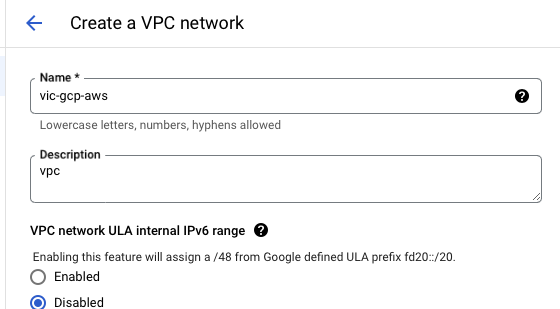 Create a VPC network
Name *
vic-gcp-aws
Lowercase letters, numbers, hyphens allowed
Description
vpc
VPC network ULA internal IPv6 range
Enabling this feature will assign a /48 from Google defined ULA prefix fd20::/20.
Enabled
Disabled